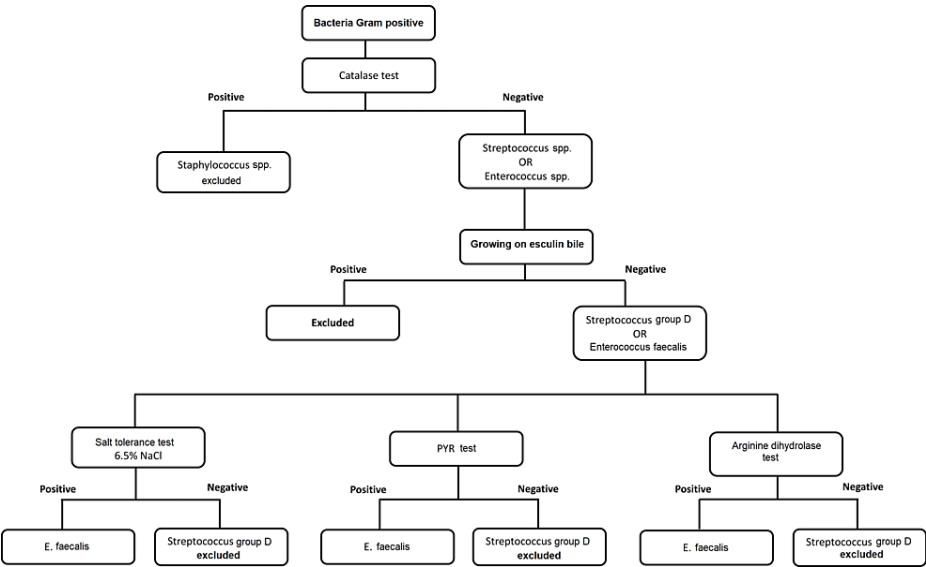 Bacteria Gram positive
Catalase test
Positive
Negative
Staphylococcus spp.
excluded
Streptococcus spp.
OR
Enterococcus spp.
Growing on esculin bile
Positive
Negative
Excluded
Streptococcus group D
OR
Enterococcus faecalis
Salt tolerance test
6.5% NaCl
PYR test
Arginine dihydrolase
test
Positive
Negative
Positive
Negative
Positive
Negative
E. faecalis
Streptococcus group D
excluded
E. faecalis
Streptococcus group D
excluded
E. faecalis
Streptococcus group D
excluded